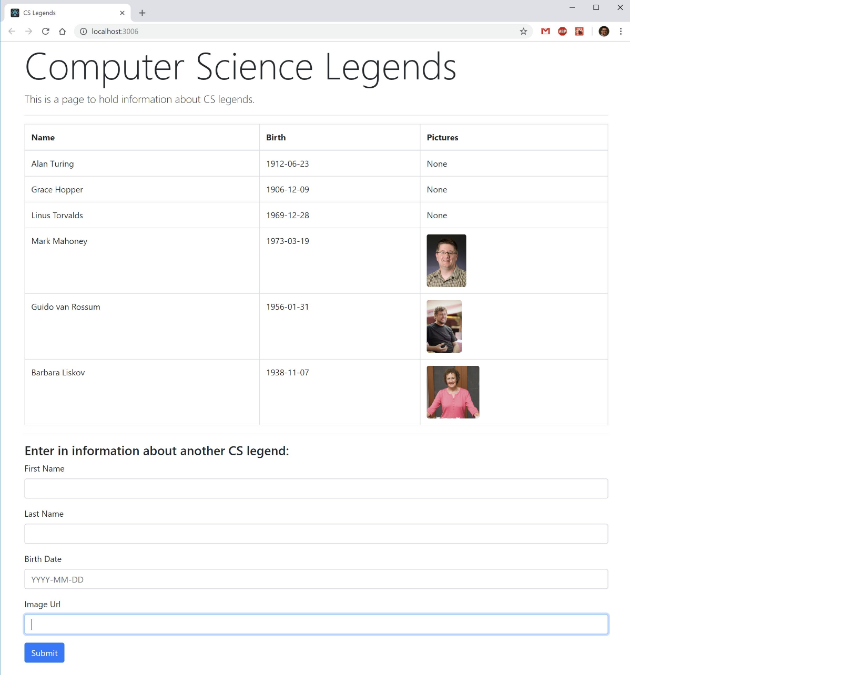 CS Legends
localhost:3006
Computer Science Legends
This is a page to hold information about CS legends.
Name Birth Pictures
Alan Turing 1912-06-23 None
Grace Hopper 1906-12-09 None
Linus Torvalds 1969-12-28 None
Mark Mahoney 1973-03-19
Guido van Rossum 1956-01-31
Barbara Liskov 1938-11-07
Enter in information about another CS legend:
First Name
Last Name
Birth Date
YYYY-MM-DD
Image Url
Submit